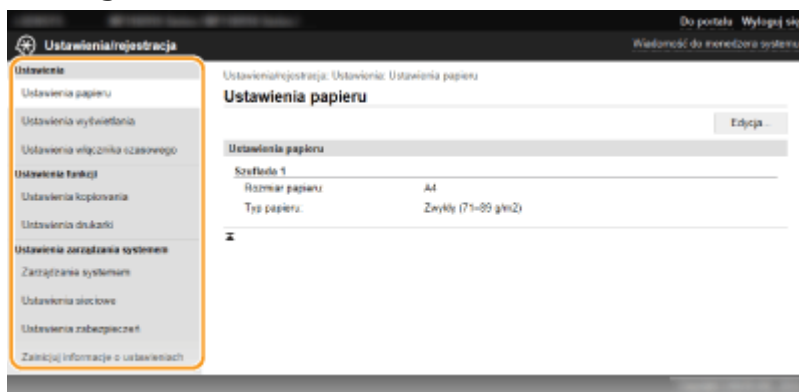 Do portalu Wyloguj się
Ustawienia/rejestracja
Wiadomość do menedżera systemu
Ustawienia
Ustawienia papieru
Ustawienia wyświetlania
Ustawienia włącznika czasowego
Ustawienia funkcji
Ustawienia kopiowania
Ustawienia drukarki
Ustawienia zarządzania systemem
Zarządzanie systemem
Ustawienia sieciowe
Ustawienia zabezpieczeń
Zainicjuj informacje o ustawieniach
Ustawienia/rejestracja: Ustawienia: Ustawienia papieru
Ustawienia papieru
Edycja...
Ustawienia papieru
Szuflada 1
Rozmiar papieru: A4
Typ papieru: Zwykły (71–89 g/m2)